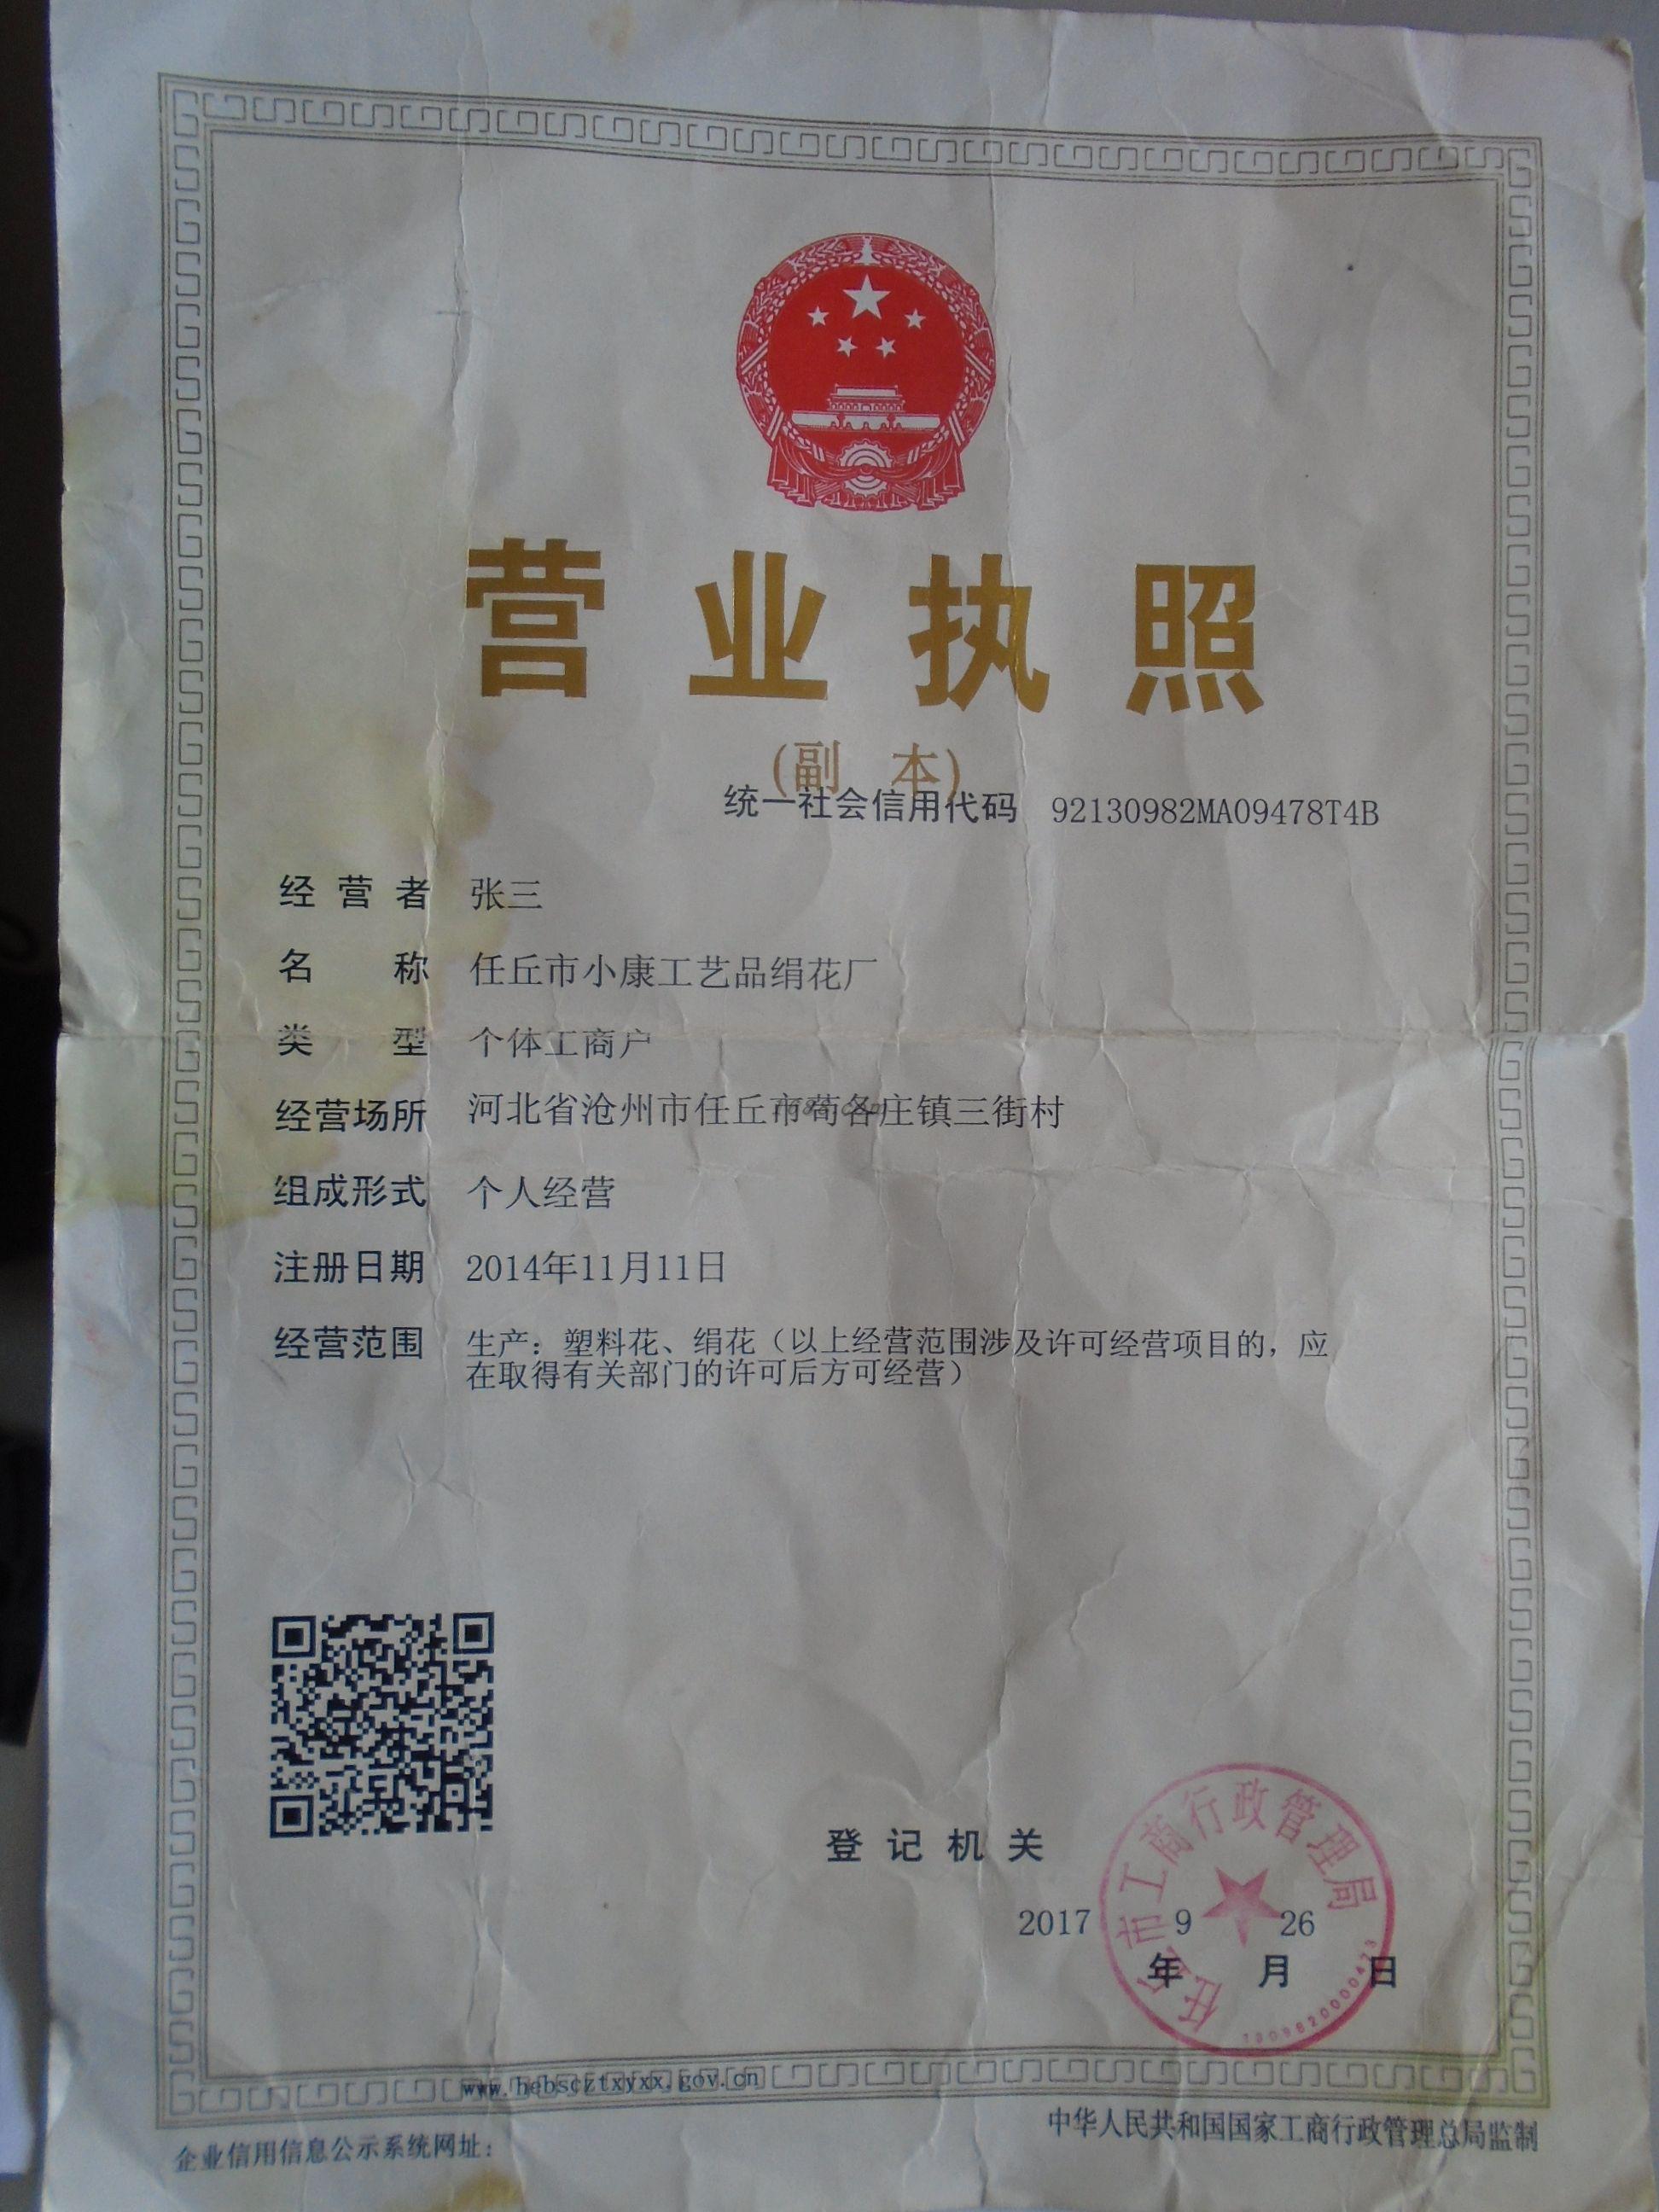 营业执照
(副 本)
统一社会信用代码 92130982MA09478T4B
经营者 张三
名称 任丘市小康工艺品绢花厂
类型 个体工商户
经营场所 河北省沧州市任丘市苟各庄镇三街村
组成形式 个人经营
注册日期 2014年11月11日
经营范围 生产：塑料花、绢花（以上经营范围涉及许可经营项目的，应
在取得有关部门的许可后方可经营）
登记机关
任丘市工商行政管理局
2017 9 26
年 月 日
www.hebscztxyxx.gov.cn
企业信用信息公示系统网址：
中华人民共和国国家工商行政管理总局监制